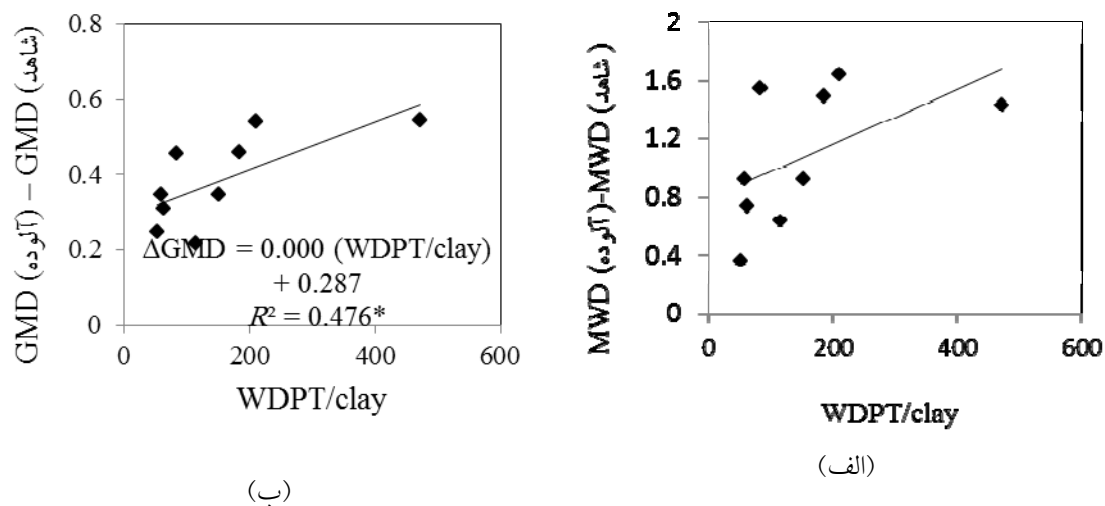 GMD (آلوده) – GMD (شاهد)
0.8
0.6
0.4
0.2
0
0 200 400 600
ΔGMD = 0.000 (WDPT/clay)
+ 0.287
R² = 0.476*
WDPT/clay
(ب)
MWD (آلوده)-MWD (شاهد)
2
1.6
1.2
0.8
0.4
0
0 200 400 600
WDPT/clay
(الف)